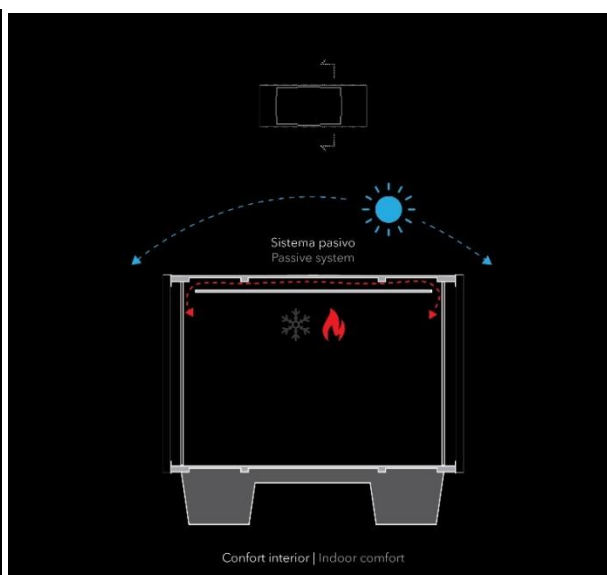 Sistema pasivo
Passive system
Confort interior | Indoor comfort